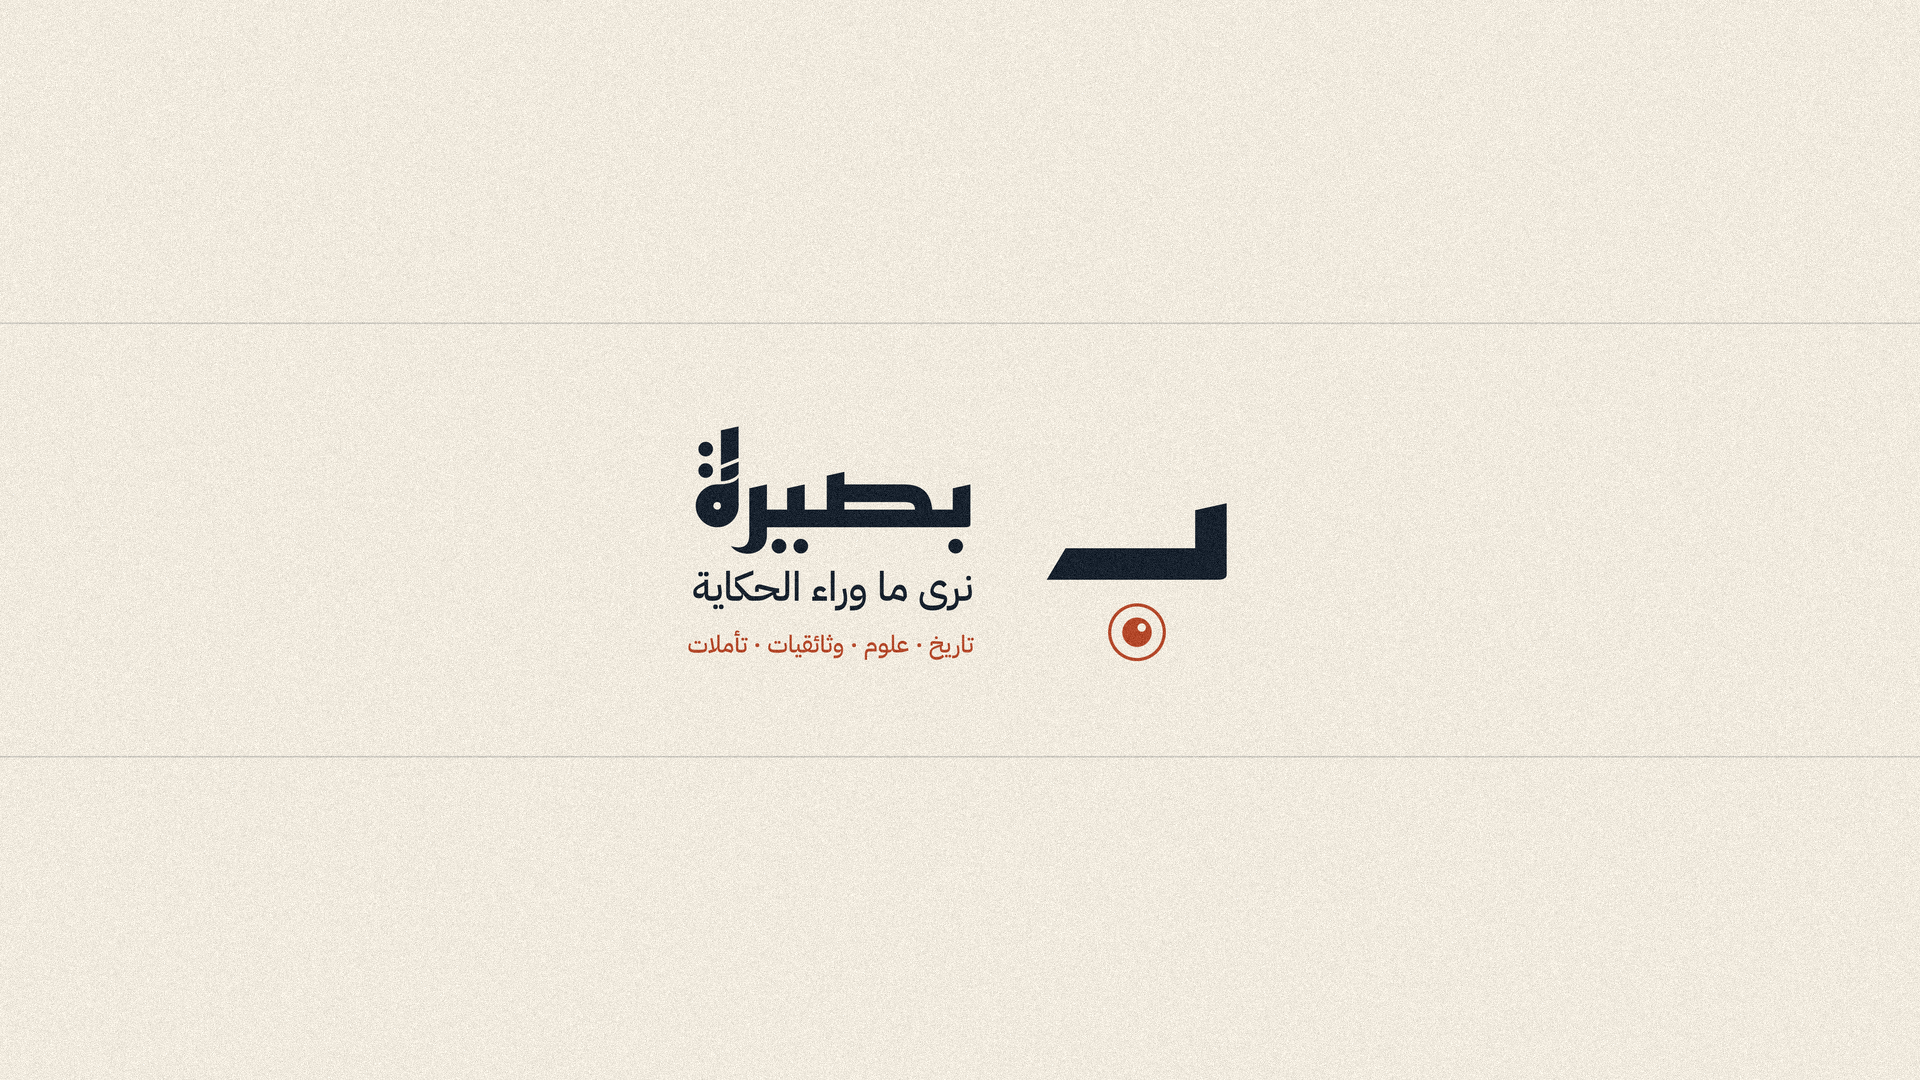 بصيرة
نرى ما وراء الحكاية
تاريخ · علوم · وثائقيات · تأملات